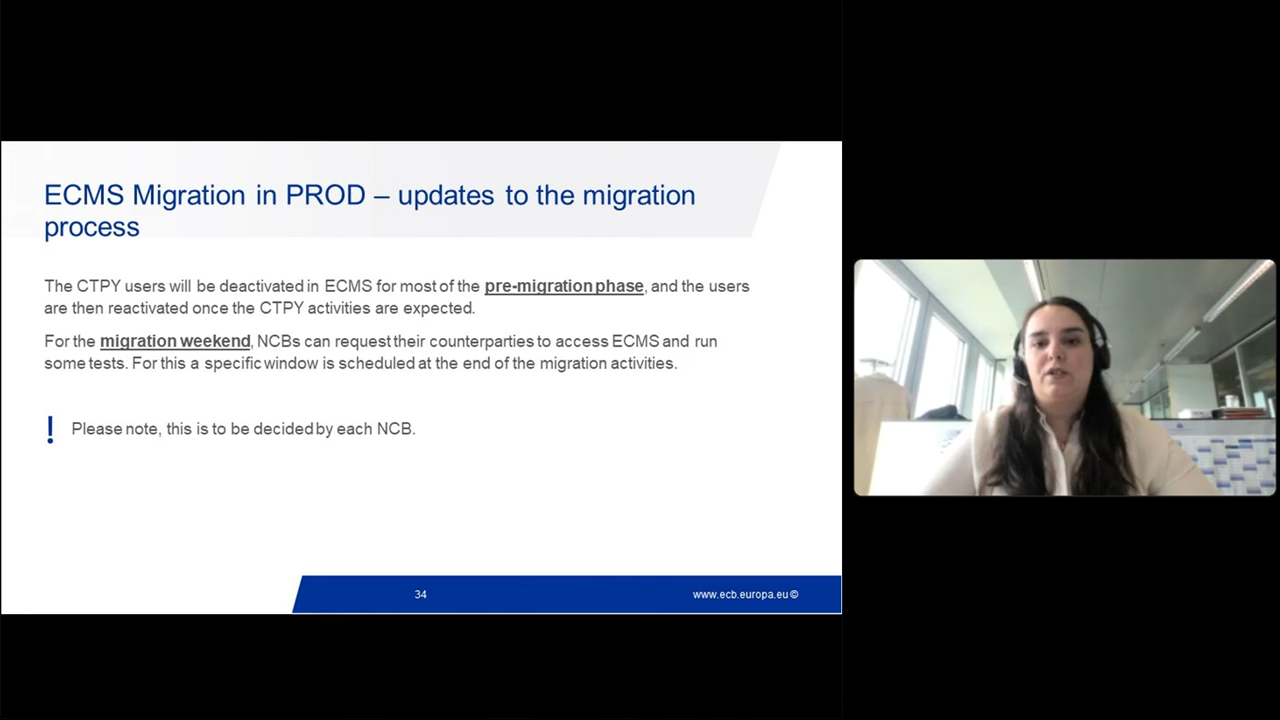 ECMS Migration in PROD – updates to the migration
process
The CTPY users will be deactivated in ECMS for most of the pre-migration phase, and the users
are then reactivated once the CTPY activities are expected.
For the migration weekend, NCBs can request their counterparties to access ECMS and run
some tests. For this a specific window is scheduled at the end of the migration activities.
! Please note, this is to be decided by each NCB.
34
www.ecb.europa.eu ©